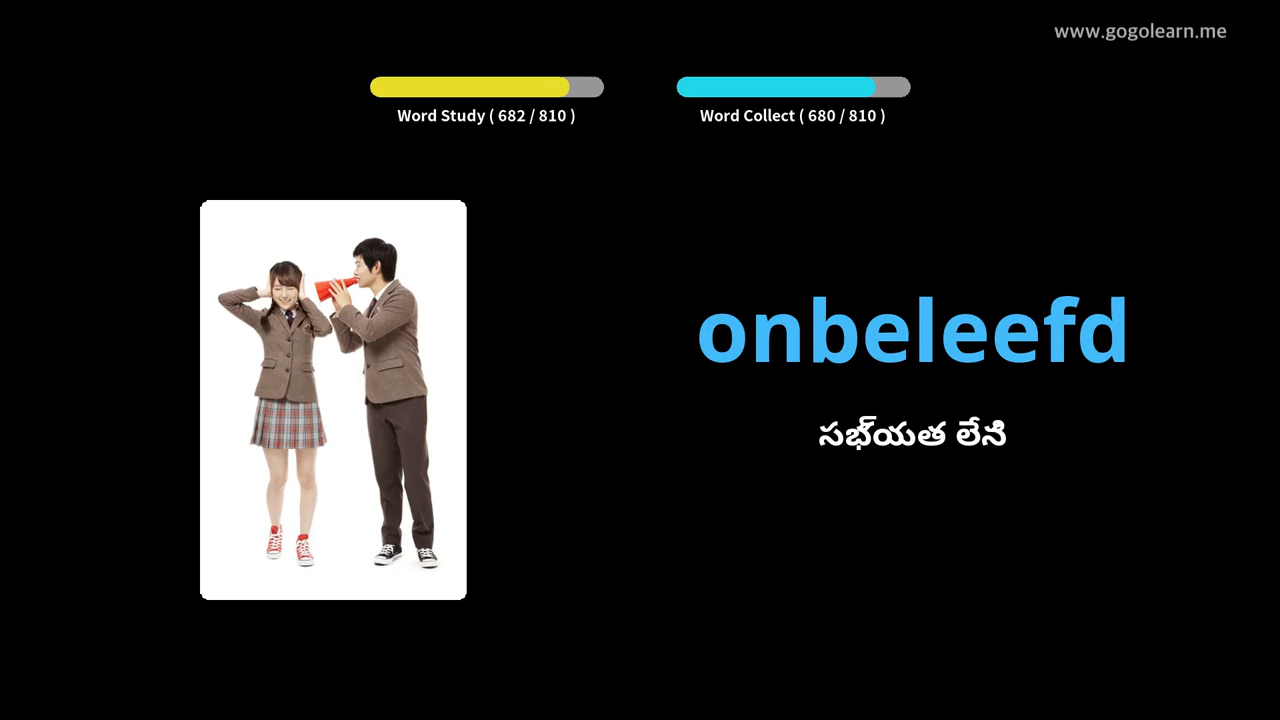 www.gogolearn.me
Word Study ( 682 / 810 )
Word Collect ( 680 / 810 )
onbeleefd
సభ్యత లేని